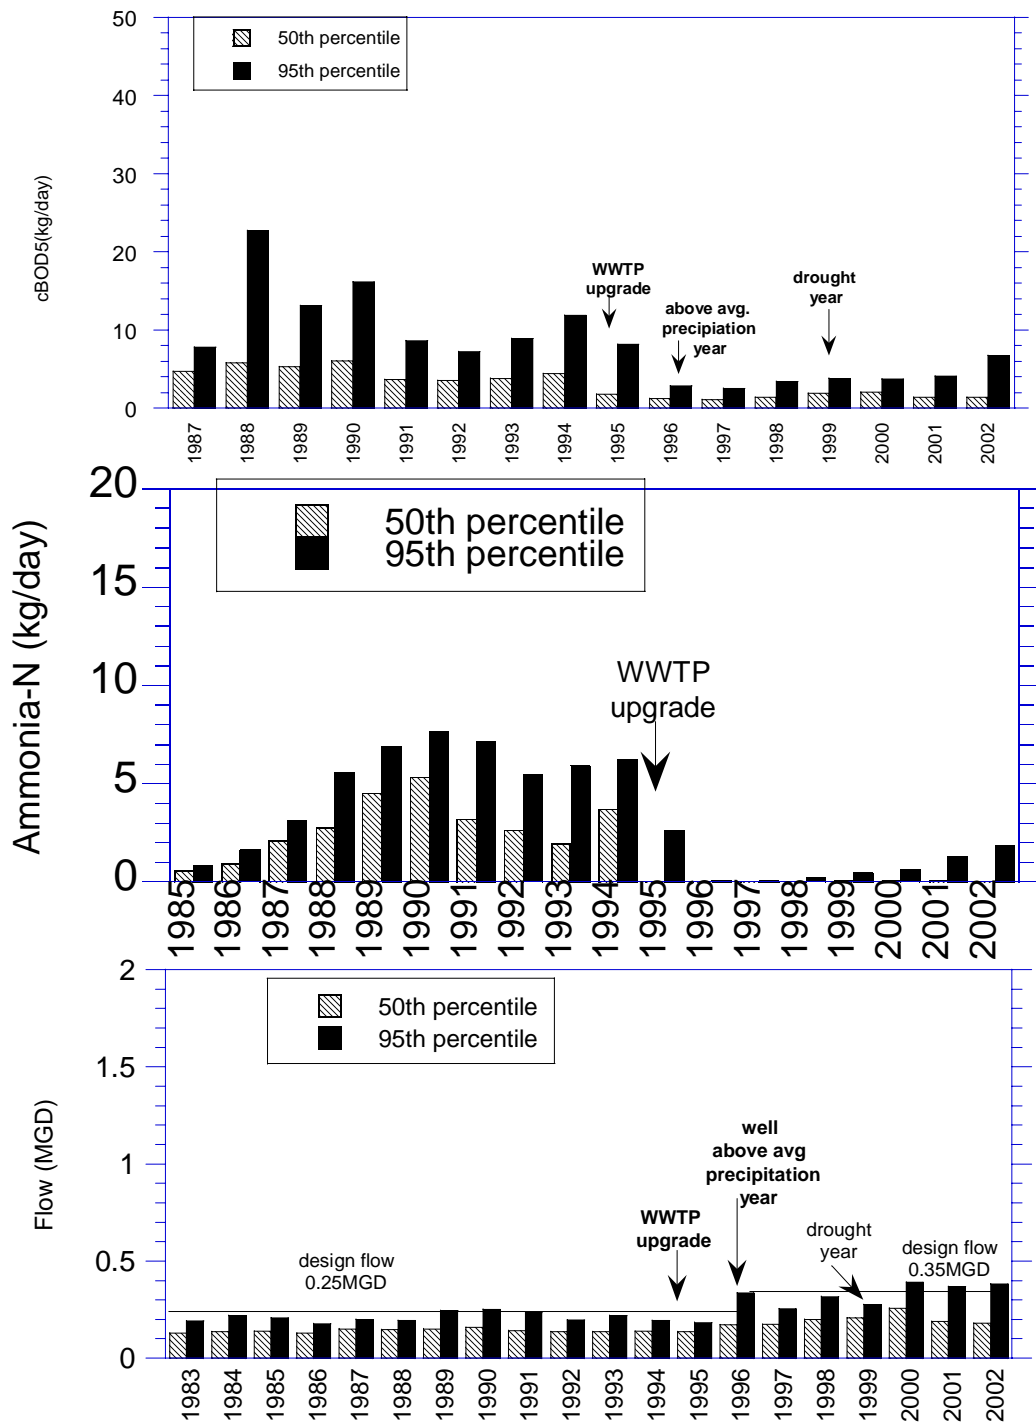 50
50th percentile
95th percentile
40
30
cBOD5(kg/day)
20
WWTP
upgrade
drought
year
above avg.
precipiation
year
10
0
1987 1988 1989 1990 1991 1992 1993 1994 1995 1996 1997 1998 1999 2000 2001 2002
20
50th percentile
95th percentile
15
Ammonia-N (kg/day)
10
WWTP
upgrade
5
0
1985 1986 1987 1988 1989 1990 1991 1992 1993 1994 1995 1996 1997 1998 1999 2000 2001 2002
2
50th percentile
95th percentile
1.5
Flow (MGD)
1
well
above avg
precipitation
year
WWTP
upgrade
drought
year
design flow
0.35MGD
design flow
0.25MGD
0.5
0
1983 1984 1985 1986 1987 1988 1989 1990 1991 1992 1993 1994 1995 1996 1997 1998 1999 2000 2001 2002